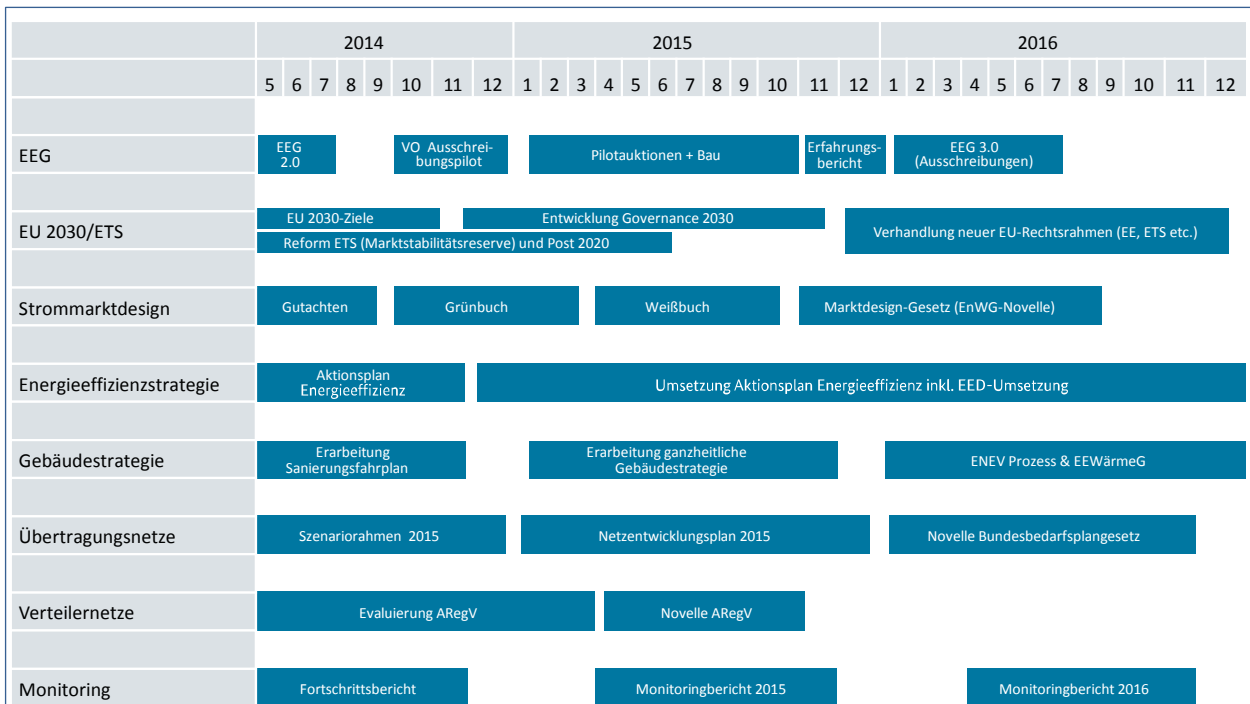 2014 2015 2016
5 6 7 8 9 10 11 12 1 2 3 4 5 6 7 8 9 10 11 12 1 2 3 4 5 6 7 8 9 10 11 12
EEG
EEG
2.0
VO Ausschrei-
bungspilot
Pilotauktionen + Bau
Erfahrungs-
bericht
EEG 3.0
(Ausschreibungen)
EU 2030/ETS
EU 2030-Ziele
Entwicklung Governance 2030
Reform ETS (Marktstabilitätsreserve) und Post 2020
Verhandlung neuer EU-Rechtsrahmen (EE, ETS etc.)
Strommarktdesign
Gutachten
Grünbuch
Weißbuch
Marktdesign-Gesetz (EnWG-Novelle)
Energieeffizienzstrategie
Aktionsplan
Energieeffizienz
Umsetzung Aktionsplan Energieeffizienz inkl. EED-Umsetzung
Gebäudestrategie
Erarbeitung
Sanierungsfahrplan
Erarbeitung ganzheitliche
Gebäudestrategie
ENEV Prozess & EEWärmeG
Übertragungsnetze
Szenariorahmen 2015
Netzentwicklungsplan 2015
Novelle Bundesbedarfsplangesetz
Verteilernetze
Evaluierung ARegV
Novelle ARegV
Monitoring
Fortschrittsbericht
Monitoringbericht 2015
Monitoringbericht 2016